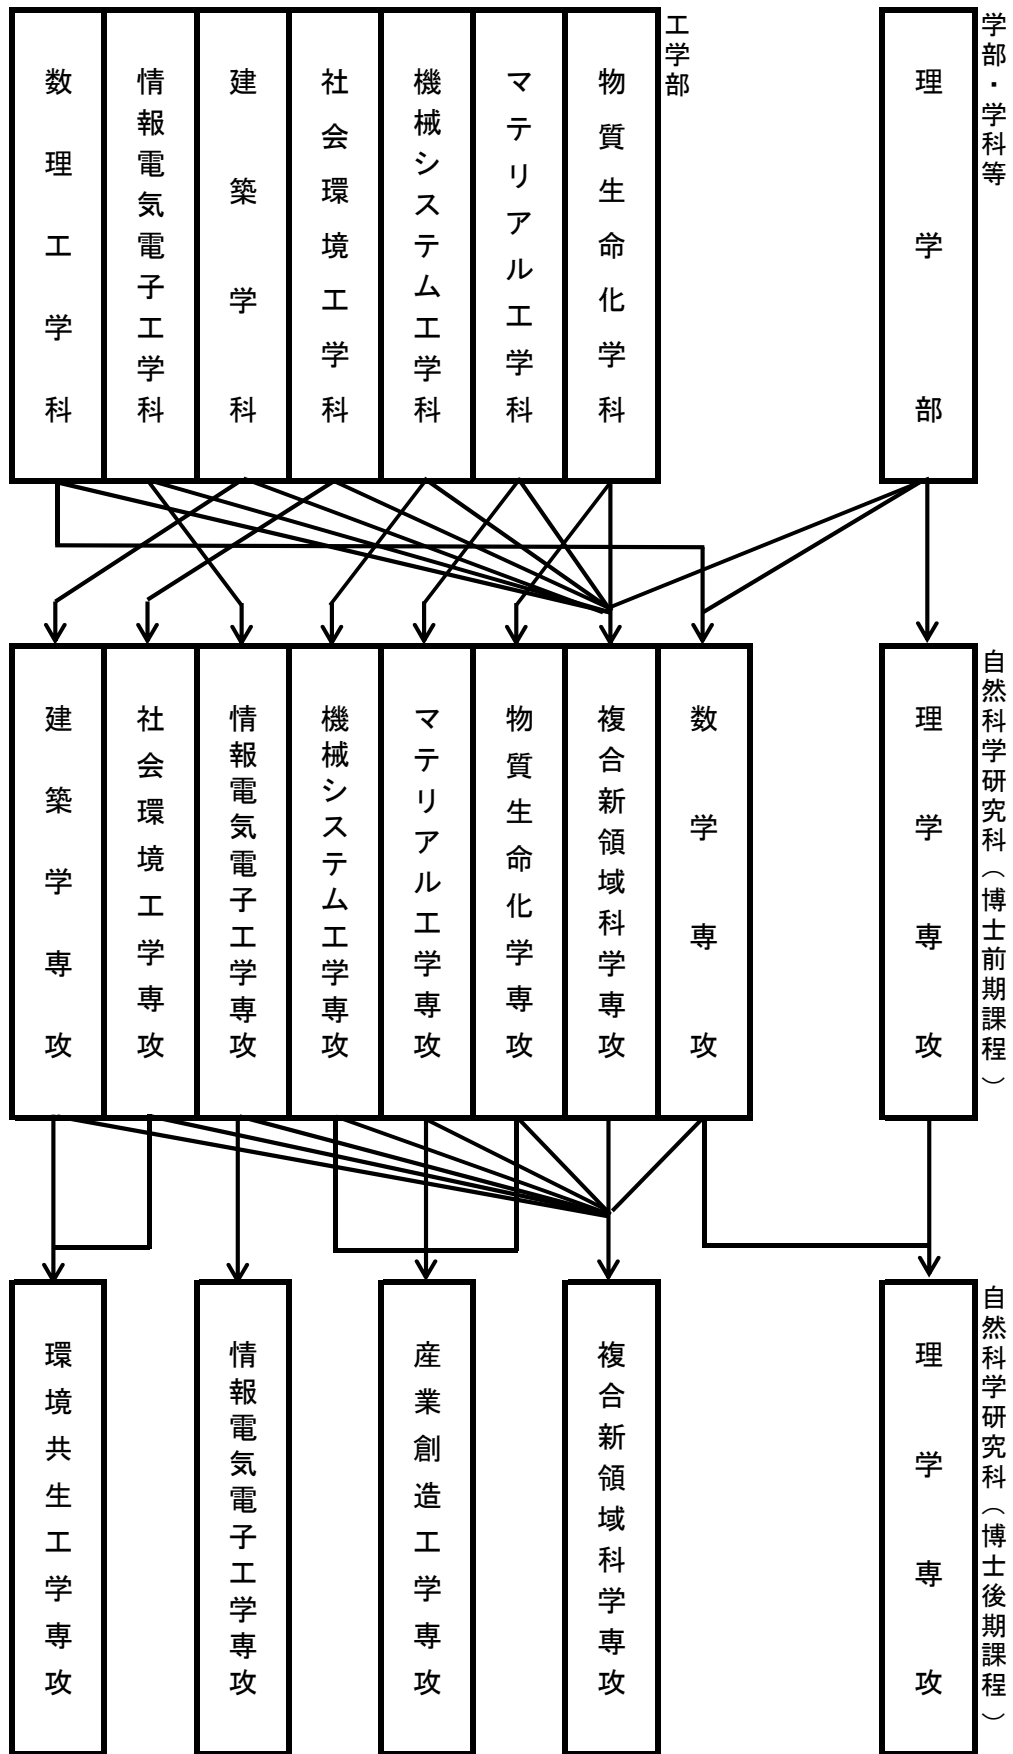 学部・学科等
理学部
工学部
物質生命化学科
マテリアル工学科
機械システム工学科
社会環境工学科
建築学科
情報電気電子工学科
数理工学科
自然科学研究科（博士前期課程）
理学専攻
数学専攻
複合新領域科学専攻
物質生命化学専攻
マテリアル工学専攻
機械システム工学専攻
情報電気電子工学専攻
社会環境工学専攻
建築学専攻
自然科学研究科（博士後期課程）
理学専攻
複合新領域科学専攻
産業創造工学専攻
情報電気電子工学専攻
環境共生工学専攻